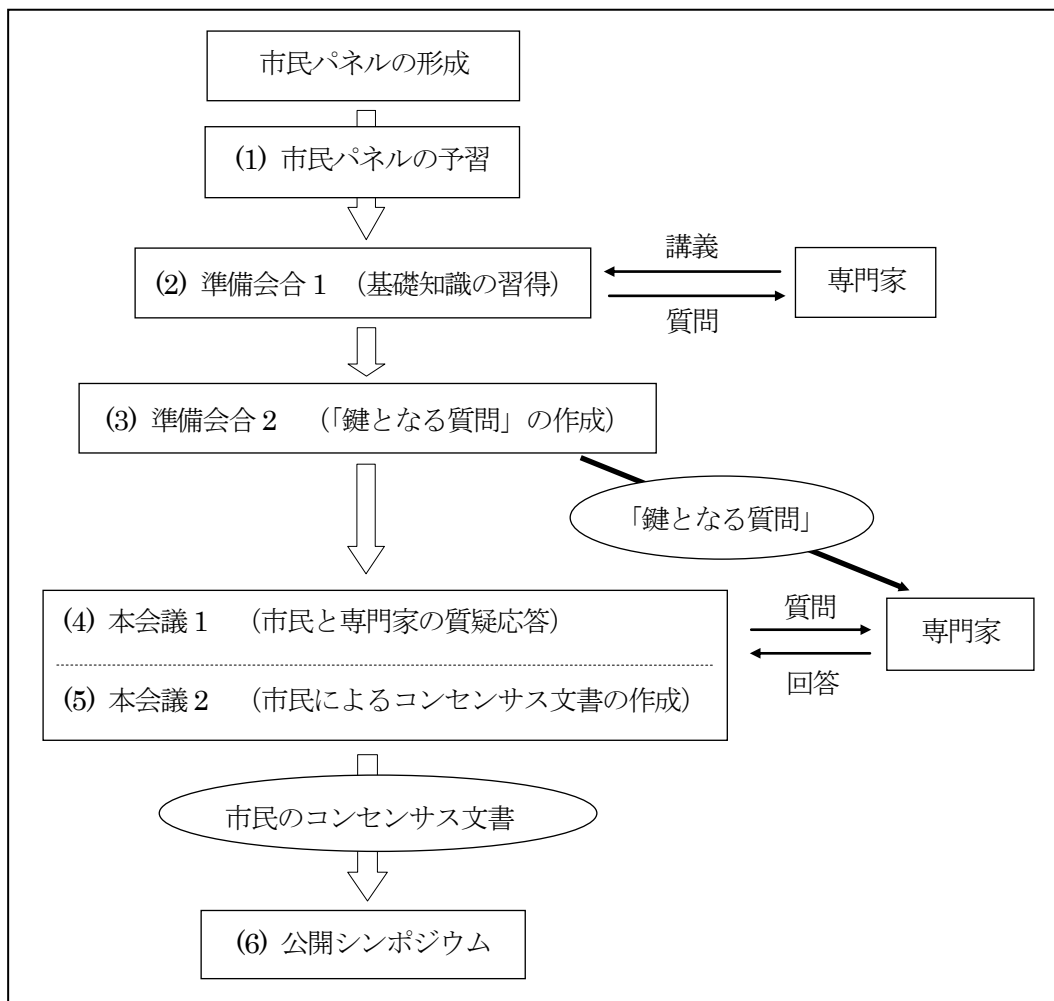 市民パネルの形成
(1) 市民パネルの予習
(2) 準備会合1 (基礎知識の習得)
講義
質問
専門家
(3) 準備会合2 (「鍵となる質問」の作成)
「鍵となる質問」
(4) 本会議1 (市民と専門家の質疑応答)
(5) 本会議2 (市民によるコンセンサス文書の作成)
質問
回答
専門家
市民のコンセンサス文書
(6) 公開シンポジウム